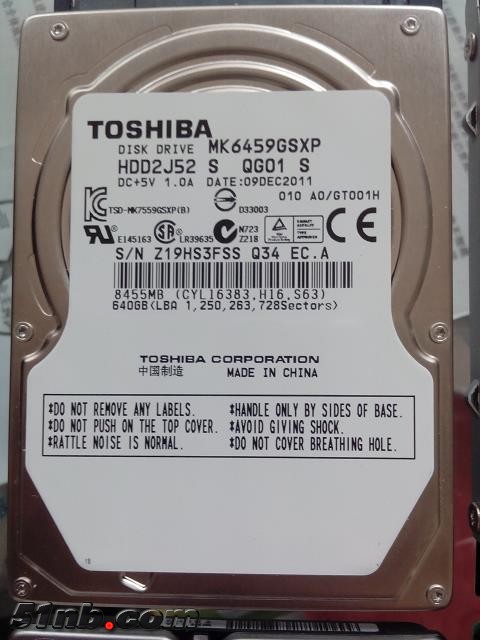 TOSHIBA
DISK DRIVE MK6459GSXP
HDD2J52 S QG01 S
DC+5V 1.0A DATE:09DEC2011
010 A0/GT001H
TSD-MK7559GSXP(B) D33003
E145163 LR39635 N723
Z218
S/N Z19HS3FSS Q34 EC.A
8455MB (CYL16383,H16,S63)
640GB(LBA 1,250,263,728Sectors)
TOSHIBA CORPORATION
中国制造 MADE IN CHINA
*DO NOT REMOVE ANY LABELS. *HANDLE ONLY BY SIDES OF BASE.
*DO NOT PUSH ON THE TOP COVER. *AVOID GIVING SHOCK.
*RATTLE NOISE IS NORMAL. *DO NOT COVER BREATHING HOLE.
51nb.com